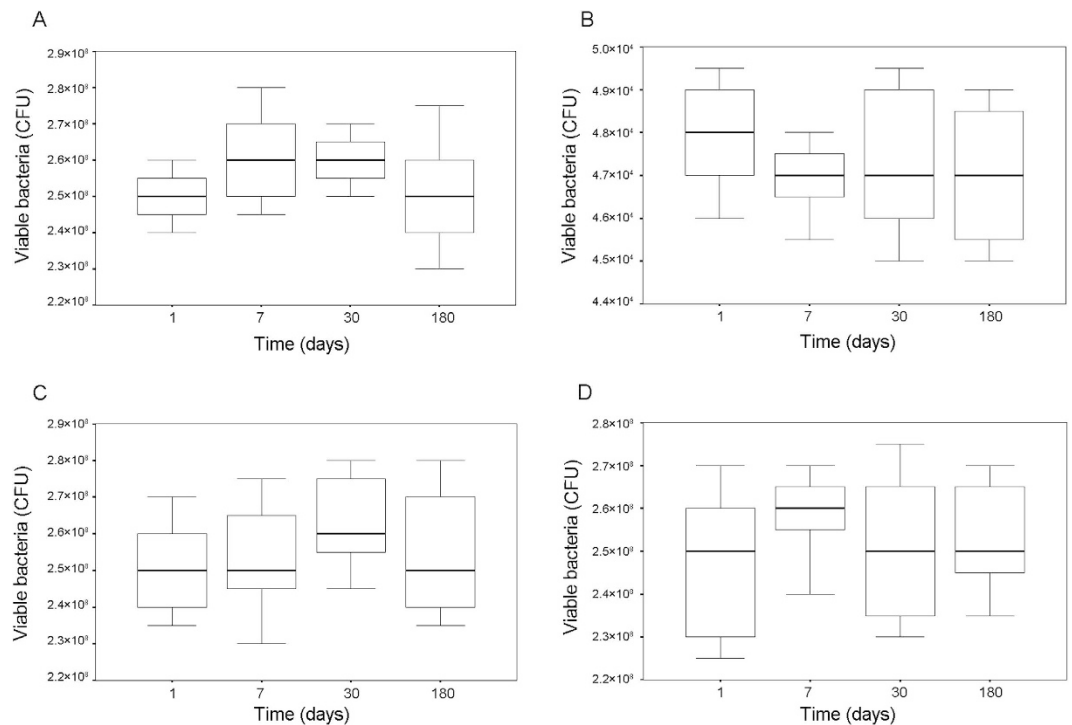 A
Viable bacteria (CFU)
2.9×10⁸
2.8×10⁸
2.7×10⁸
2.6×10⁸
2.5×10⁸
2.4×10⁸
2.3×10⁸
2.2×10⁸
1 7 30 180
Time (days)
B
Viable bacteria (CFU)
5.0×10⁴
4.9×10⁴
4.8×10⁴
4.7×10⁴
4.6×10⁴
4.5×10⁴
4.4×10⁴
1 7 30 180
Time (days)
C
Viable bacteria (CFU)
2.9×10⁸
2.8×10⁸
2.7×10⁸
2.6×10⁸
2.5×10⁸
2.4×10⁸
2.3×10⁸
2.2×10⁸
1 7 30 180
Time (days)
D
Viable bacteria (CFU)
2.8×10⁸
2.7×10⁸
2.6×10⁸
2.5×10⁸
2.4×10⁸
2.3×10⁸
2.2×10⁸
1 7 30 180
Time (days)